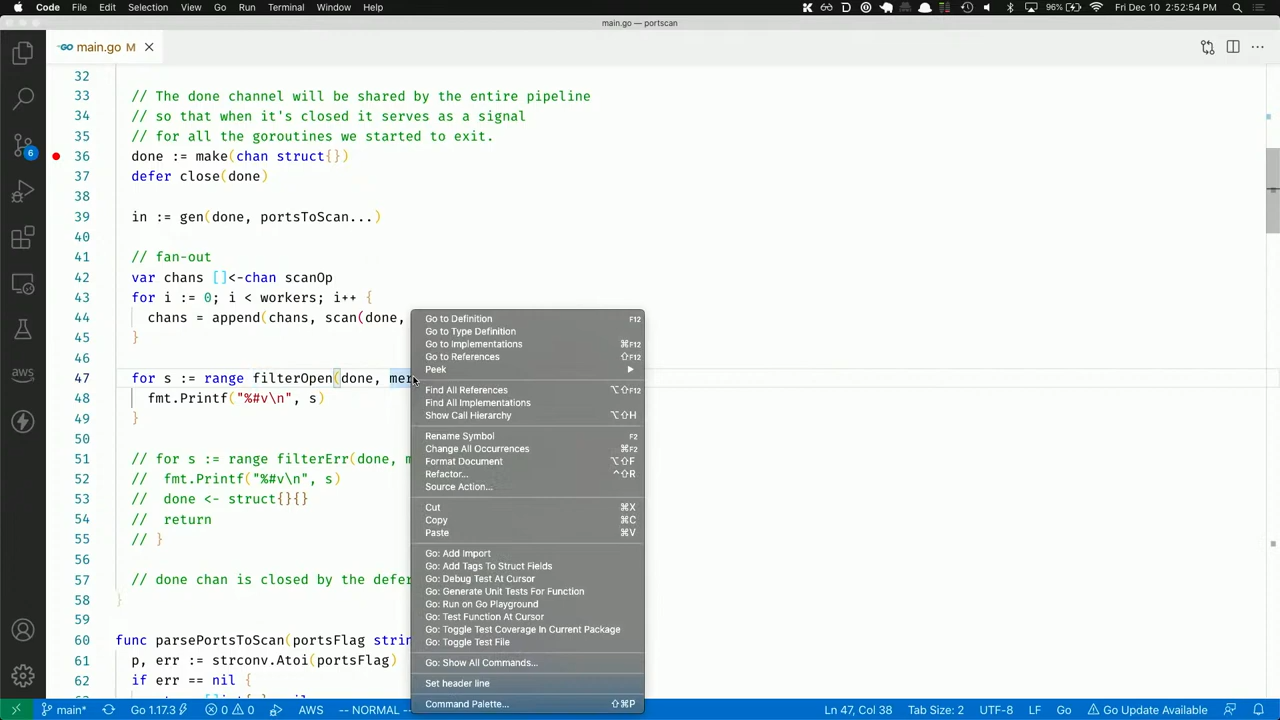 Code File Edit Selection View Go Run Terminal Window Help 96% Fri Dec 10 2:52:54 PM
main.go — portscan
GO main.go M
32
33 // The done channel will be shared by the entire pipeline
34 // so that when it's closed it serves as a signal
35 // for all the goroutines we started to exit.
36 done := make(chan struct{})
37 defer close(done)
38
39 in := gen(done, portsToScan...)
40
41 // fan-out
42 var chans []<-chan scanOp
43 for i := 0; i < workers; i++ {
44 chans = append(chans, scan(done,
45 }
46
47 for s := range filterOpen(done, mer
48 fmt.Printf("%#v\n", s)
49 }
50
51 // for s := range filterErr(done, m
52 // fmt.Printf("%#v\n", s)
53 // done <- struct{}{}
54 // return
55 // }
56
57 // done chan is closed by the defer
58 }
59
60 func parsePortsToScan(portsFlag strin
61 p, err := strconv.Atoi(portsFlag)
62 if err == nil {
Go to Definition F12
Go to Type Definition
Go to Implementations ⌘F12
Go to References ⇧F12
Peek
Find All References ⌥⇧F12
Find All Implementations
Show Call Hierarchy ⌥⇧H
Rename Symbol F2
Change All Occurrences ⌘F2
Format Document ⌥⇧F
Refactor... ⌃⇧R
Source Action...
Cut ⌘X
Copy ⌘C
Paste ⌘V
Go: Add Import
Go: Add Tags To Struct Fields
Go: Debug Test At Cursor
Go: Generate Unit Tests For Function
Go: Run on Go Playground
Go: Test Function At Cursor
Go: Toggle Test Coverage In Current Package
Go: Toggle Test File
Go: Show All Commands...
Set header line
Command Palette... ⇧⌘P
6
aws
main* Go 1.17.3 0 0 AWS -- NORMAL -- Ln 47, Col 38 Tab Size: 2 UTF-8 LF Go Go Update Available